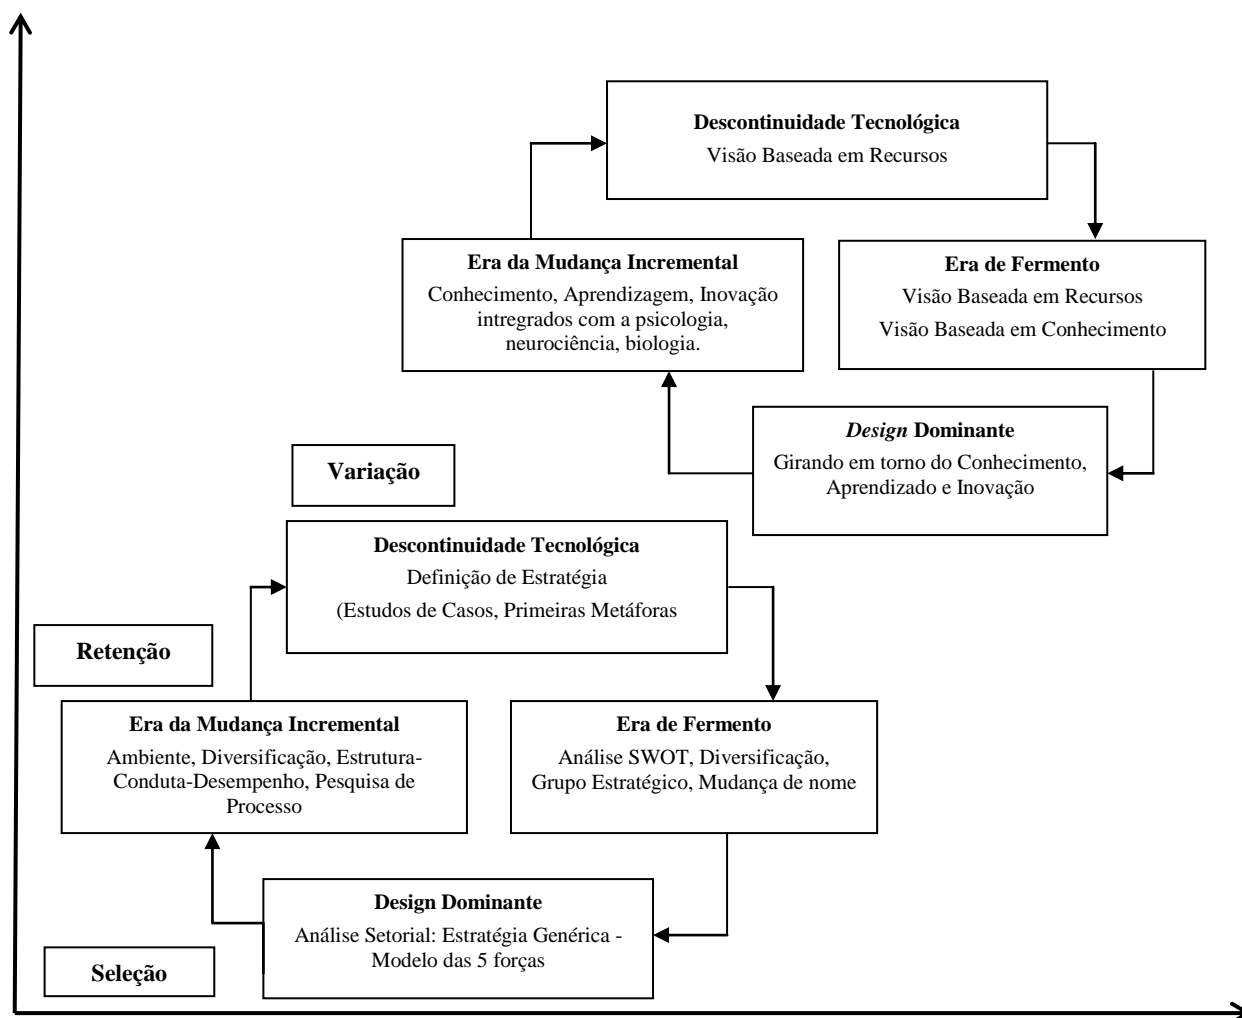 Descontinuidade Tecnológica
Visão Baseada em Recursos
Era da Mudança Incremental
Conhecimento, Aprendizagem, Inovação
intregrados com a psicologia,
neurociência, biologia.
Era de Fermento
Visão Baseada em Recursos
Visão Baseada em Conhecimento
Design Dominante
Girando em torno do Conhecimento,
Aprendizado e Inovação
Variação
Descontinuidade Tecnológica
Definição de Estratégia
(Estudos de Casos, Primeiras Metáforas
Retenção
Era da Mudança Incremental
Ambiente, Diversificação, Estrutura-
Conduta-Desempenho, Pesquisa de
Processo
Era de Fermento
Análise SWOT, Diversificação,
Grupo Estratégico, Mudança de nome
Design Dominante
Análise Setorial: Estratégia Genérica -
Modelo das 5 forças
Seleção